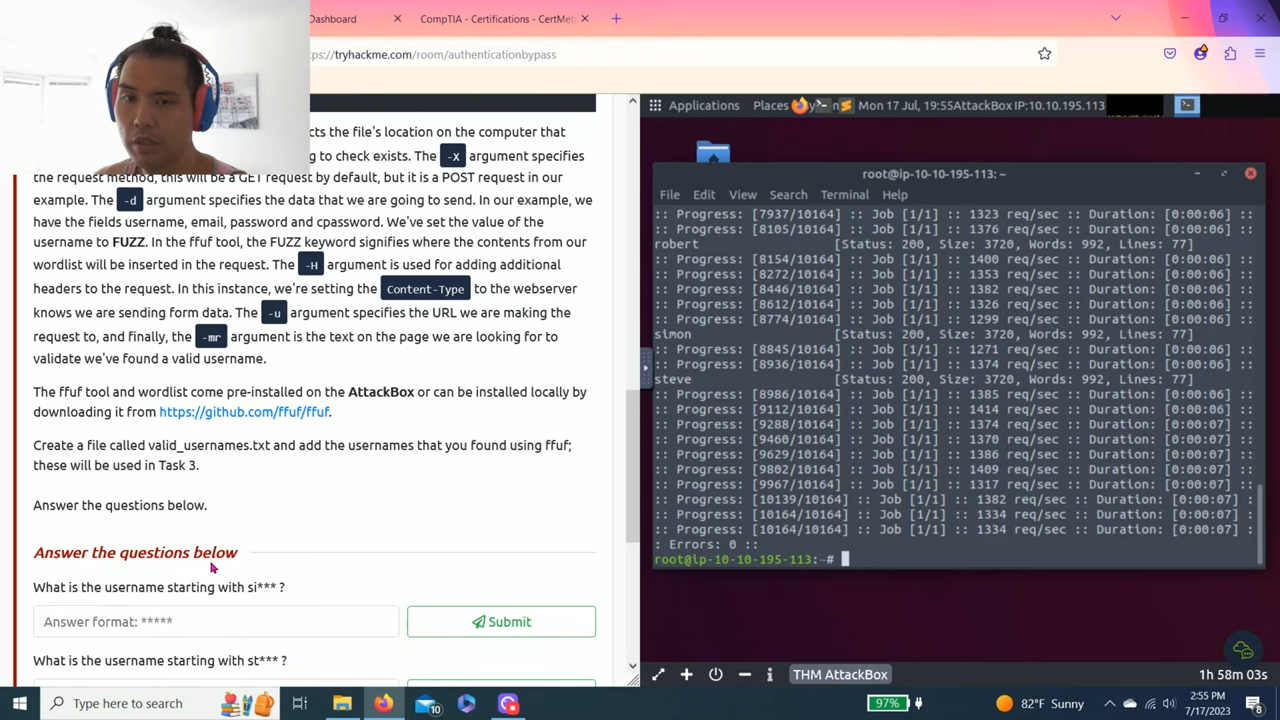 Dashboard
CompTIA - Certifications - CertMet
tryhackme.com/room/authenticationbypass
Applications Places
Mon 17 Jul, 19:55 AttackBox IP:10.10.195.113
cts the file's location on the computer that
g to check exists. The -X argument specifies
the request method, this will be a GET request by default, but it is a POST request in our
example. The -d argument specifies the data that we are going to send. In our example, we
have the fields username, email, password and cpassword. We've set the value of the
username to FUZZ. In the ffuf tool, the FUZZ keyword signifies where the contents from our
wordlist will be inserted in the request. The -H argument is used for adding additional
headers to the request. In this instance, we're setting the Content-Type to the webserver
knows we are sending form data. The -u argument specifies the URL we are making the
request to, and finally, the -mr argument is the text on the page we are looking for to
validate we've found a valid username.
The ffuf tool and wordlist come pre-installed on the AttackBox or can be installed locally by
downloading it from https://github.com/ffuf/ffuf.
Create a file called valid_usernames.txt and add the usernames that you found using ffuf;
these will be used in Task 3.
Answer the questions below.
Answer the questions below
What is the username starting with si*** ?
Answer format: *****
Submit
What is the username starting with st*** ?
root@ip-10-10-195-113: ~
File Edit View Search Terminal Help
:: Progress: [7937/10164] :: Job [1/1] :: 1323 req/sec :: Duration: [0:00:06] ::
:: Progress: [8105/10164] :: Job [1/1] :: 1376 req/sec :: Duration: [0:00:06] ::
robert [Status: 200, Size: 3720, Words: 992, Lines: 77]
:: Progress: [8154/10164] :: Job [1/1] :: 1400 req/sec :: Duration: [0:00:06] ::
:: Progress: [8272/10164] :: Job [1/1] :: 1353 req/sec :: Duration: [0:00:06] ::
:: Progress: [8446/10164] :: Job [1/1] :: 1382 req/sec :: Duration: [0:00:06] ::
:: Progress: [8612/10164] :: Job [1/1] :: 1326 req/sec :: Duration: [0:00:06] ::
:: Progress: [8774/10164] :: Job [1/1] :: 1299 req/sec :: Duration: [0:00:06] ::
simon [Status: 200, Size: 3720, Words: 992, Lines: 77]
:: Progress: [8845/10164] :: Job [1/1] :: 1271 req/sec :: Duration: [0:00:06] ::
:: Progress: [8936/10164] :: Job [1/1] :: 1374 req/sec :: Duration: [0:00:06] ::
steve [Status: 200, Size: 3720, Words: 992, Lines: 77]
:: Progress: [8986/10164] :: Job [1/1] :: 1385 req/sec :: Duration: [0:00:06] ::
:: Progress: [9112/10164] :: Job [1/1] :: 1414 req/sec :: Duration: [0:00:06] ::
:: Progress: [9288/10164] :: Job [1/1] :: 1374 req/sec :: Duration: [0:00:07] ::
:: Progress: [9460/10164] :: Job [1/1] :: 1370 req/sec :: Duration: [0:00:07] ::
:: Progress: [9629/10164] :: Job [1/1] :: 1386 req/sec :: Duration: [0:00:07] ::
:: Progress: [9802/10164] :: Job [1/1] :: 1409 req/sec :: Duration: [0:00:07] ::
:: Progress: [9967/10164] :: Job [1/1] :: 1317 req/sec :: Duration: [0:00:07] ::
:: Progress: [10139/10164] :: Job [1/1] :: 1382 req/sec :: Duration: [0:00:07] :
:: Progress: [10164/10164] :: Job [1/1] :: 1334 req/sec :: Duration: [0:00:07] :
:: Progress: [10164/10164] :: Job [1/1] :: 1334 req/sec :: Duration: [0:00:07] :
: Errors: 0 ::
root@ip-10-10-195-113:~#
THM AttackBox
1h 58m 03s
Type here to search
10
97%
82°F Sunny
2:55 PM
7/17/2023
8